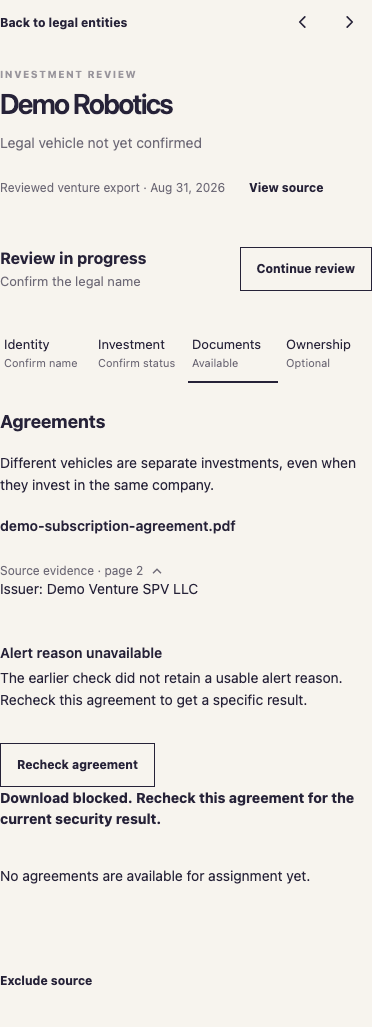 Back to legal entities
INVESTMENT REVIEW
Demo Robotics
Legal vehicle not yet confirmed
Reviewed venture export · Aug 31, 2026 View source
Review in progress
Confirm the legal name
Continue review
Identity Investment Documents Ownership
Confirm name Confirm status Available Optional
Agreements
Different vehicles are separate investments, even when
they invest in the same company.
demo-subscription-agreement.pdf
Source evidence · page 2
Issuer: Demo Venture SPV LLC
Alert reason unavailable
The earlier check did not retain a usable alert reason.
Recheck this agreement to get a specific result.
Recheck agreement
Download blocked. Recheck this agreement for the
current security result.
No agreements are available for assignment yet.
Exclude source